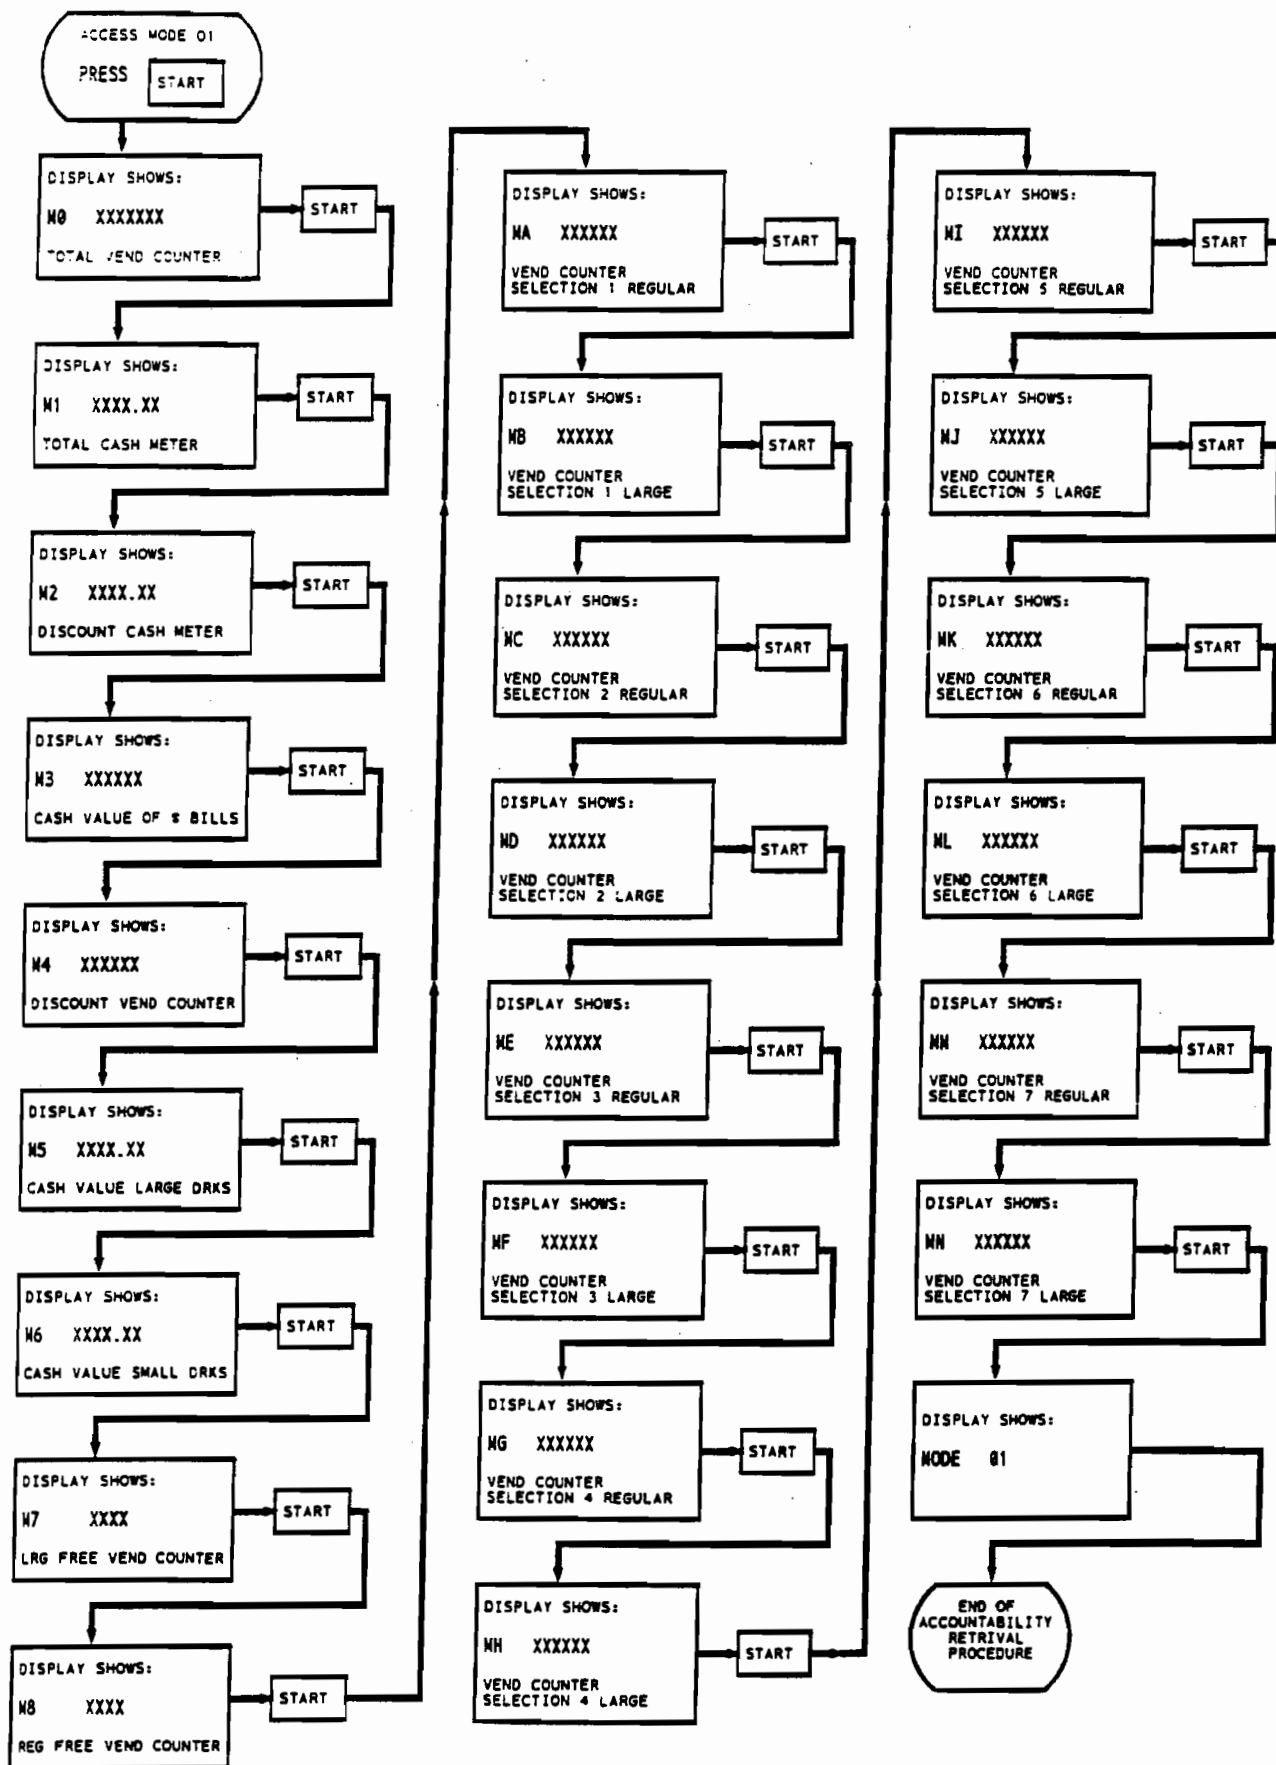 ACCESS MODE 01
PRESS START
DISPLAY SHOWS:
M0 XXXXXXX
TOTAL VEND COUNTER
START
DISPLAY SHOWS:
M1 XXXX.XX
TOTAL CASH METER
START
DISPLAY SHOWS:
M2 XXXX.XX
DISCOUNT CASH METER
START
DISPLAY SHOWS:
M3 XXXXXX
CASH VALUE OF $ BILLS
START
DISPLAY SHOWS:
M4 XXXXXX
DISCOUNT VEND COUNTER
START
DISPLAY SHOWS:
M5 XXXX.XX
CASH VALUE LARGE DRKS
START
DISPLAY SHOWS:
M6 XXXX.XX
CASH VALUE SMALL DRKS
START
DISPLAY SHOWS:
M7 XXXX
LRG FREE VEND COUNTER
START
DISPLAY SHOWS:
M8 XXXX
REG FREE VEND COUNTER
START
DISPLAY SHOWS:
MA XXXXXX
VEND COUNTER
SELECTION 1 REGULAR
START
DISPLAY SHOWS:
MB XXXXXX
VEND COUNTER
SELECTION 1 LARGE
START
DISPLAY SHOWS:
MC XXXXXX
VEND COUNTER
SELECTION 2 REGULAR
START
DISPLAY SHOWS:
MD XXXXXX
VEND COUNTER
SELECTION 2 LARGE
START
DISPLAY SHOWS:
ME XXXXXX
VEND COUNTER
SELECTION 3 REGULAR
START
DISPLAY SHOWS:
MF XXXXXX
VEND COUNTER
SELECTION 3 LARGE
START
DISPLAY SHOWS:
MG XXXXXX
VEND COUNTER
SELECTION 4 REGULAR
START
DISPLAY SHOWS:
MH XXXXXX
VEND COUNTER
SELECTION 4 LARGE
START
DISPLAY SHOWS:
MI XXXXXX
VEND COUNTER
SELECTION 5 REGULAR
START
DISPLAY SHOWS:
MJ XXXXXX
VEND COUNTER
SELECTION 5 LARGE
START
DISPLAY SHOWS:
MK XXXXXX
VEND COUNTER
SELECTION 6 REGULAR
START
DISPLAY SHOWS:
ML XXXXXX
VEND COUNTER
SELECTION 6 LARGE
START
DISPLAY SHOWS:
MM XXXXXX
VEND COUNTER
SELECTION 7 REGULAR
START
DISPLAY SHOWS:
MN XXXXXX
VEND COUNTER
SELECTION 7 LARGE
START
DISPLAY SHOWS:
MODE 01
END OF
ACCOUNTABILITY
RETRIVAL
PROCEDURE